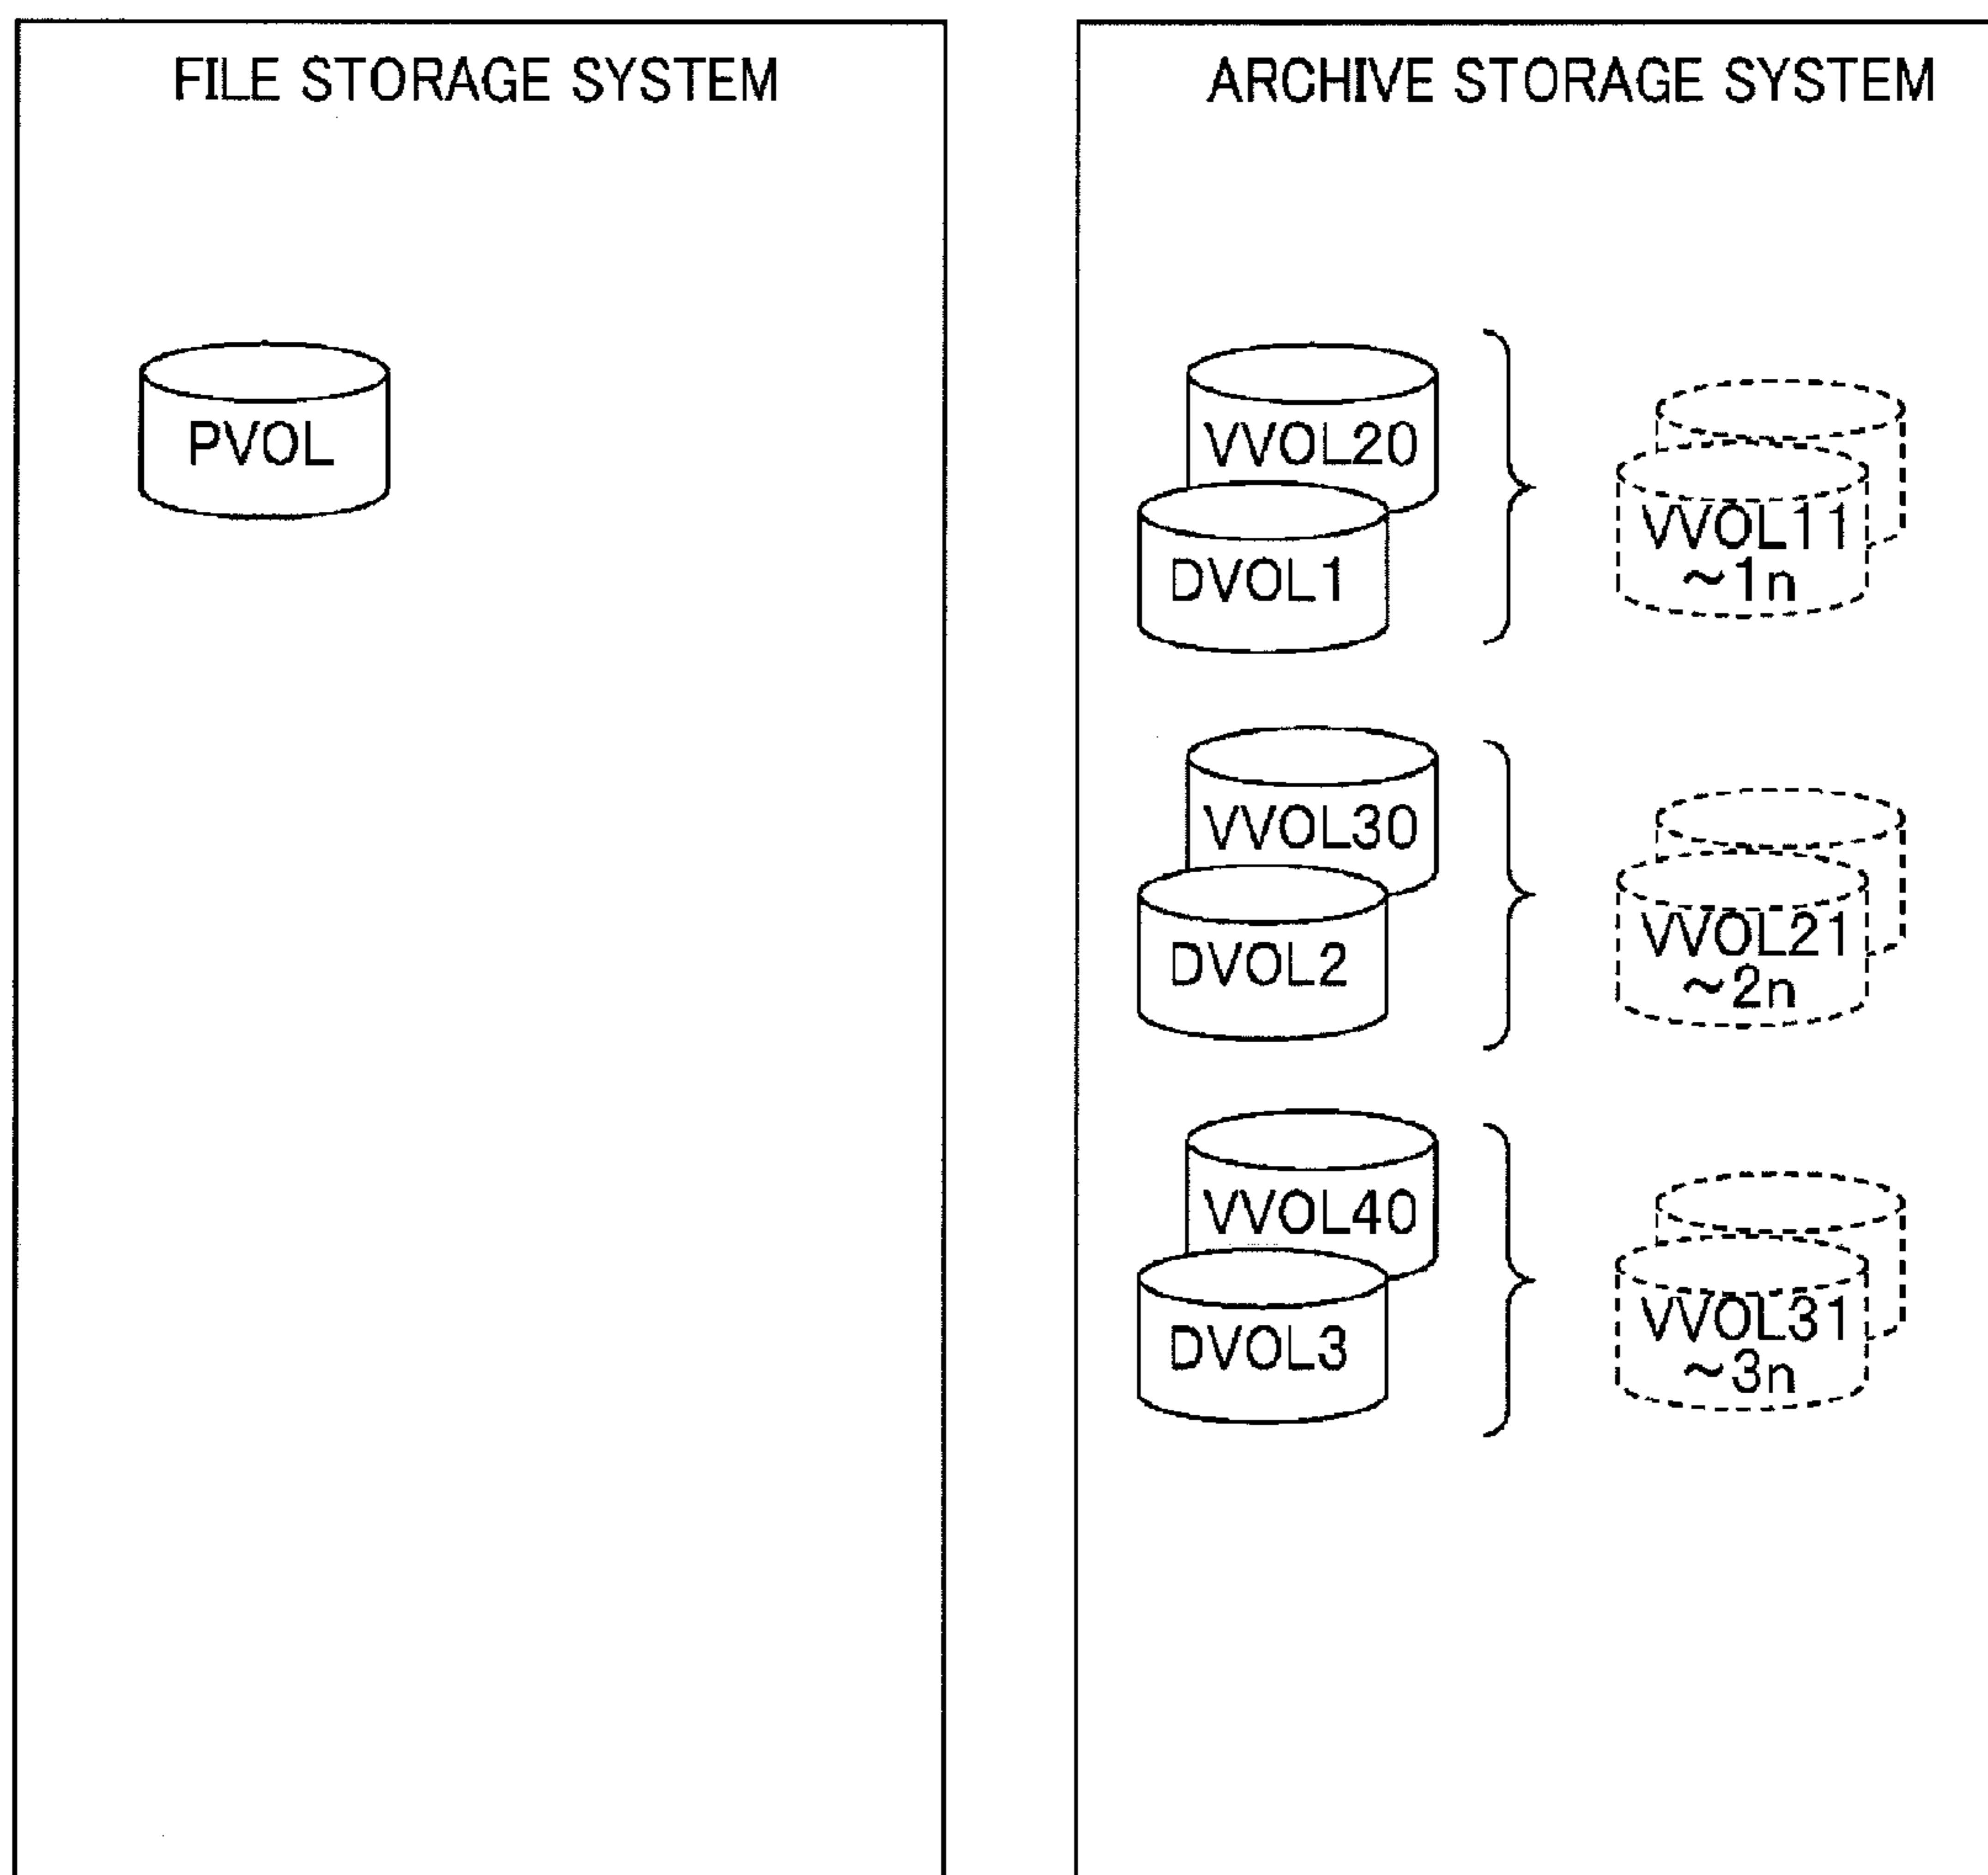 FILE STORAGE SYSTEM
PVOL
ARCHIVE STORAGE SYSTEM
VVOL20
DVOL1
VVOL11
~1n
VVOL30
DVOL2
VVOL21
~2n
VVOL40
DVOL3
VVOL31
~3n